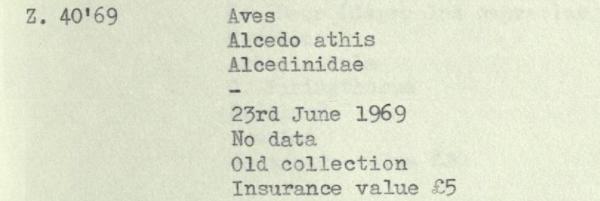 Z. 40'69 Aves
Alcedo athis
Alcedinidae
-
23rd June 1969
No data
Old collection
Insurance value £5